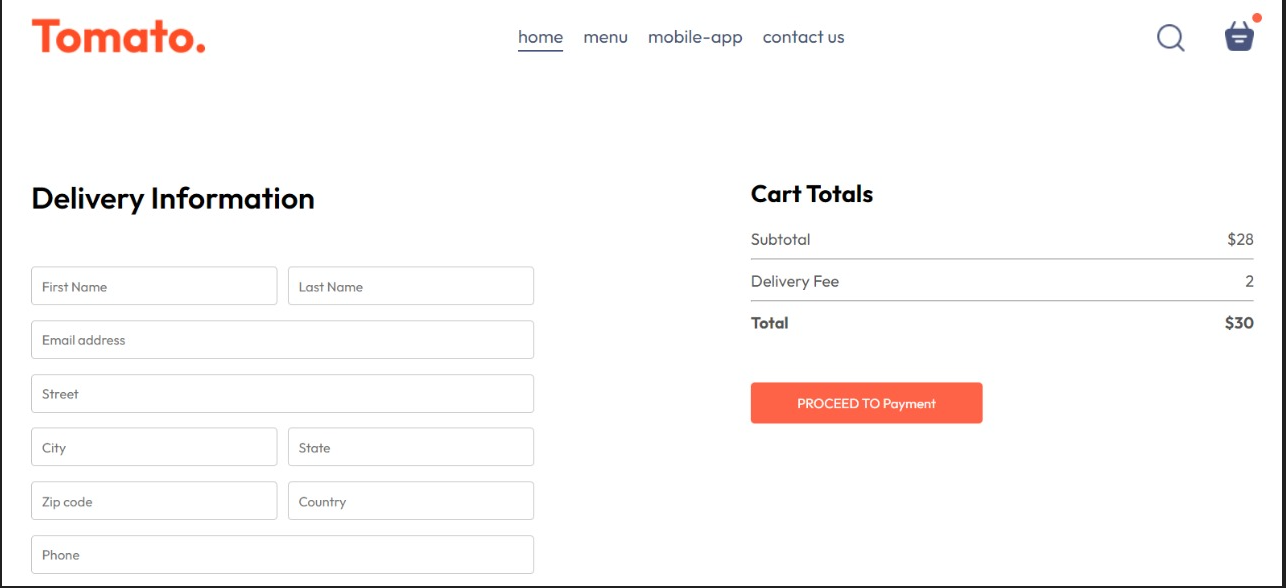 Tomato.
home menu mobile-app contact us
Delivery Information
First Name Last Name
Email address
Street
City State
Zip code Country
Phone
Cart Totals
Subtotal $28
Delivery Fee 2
Total $30
PROCEED TO Payment